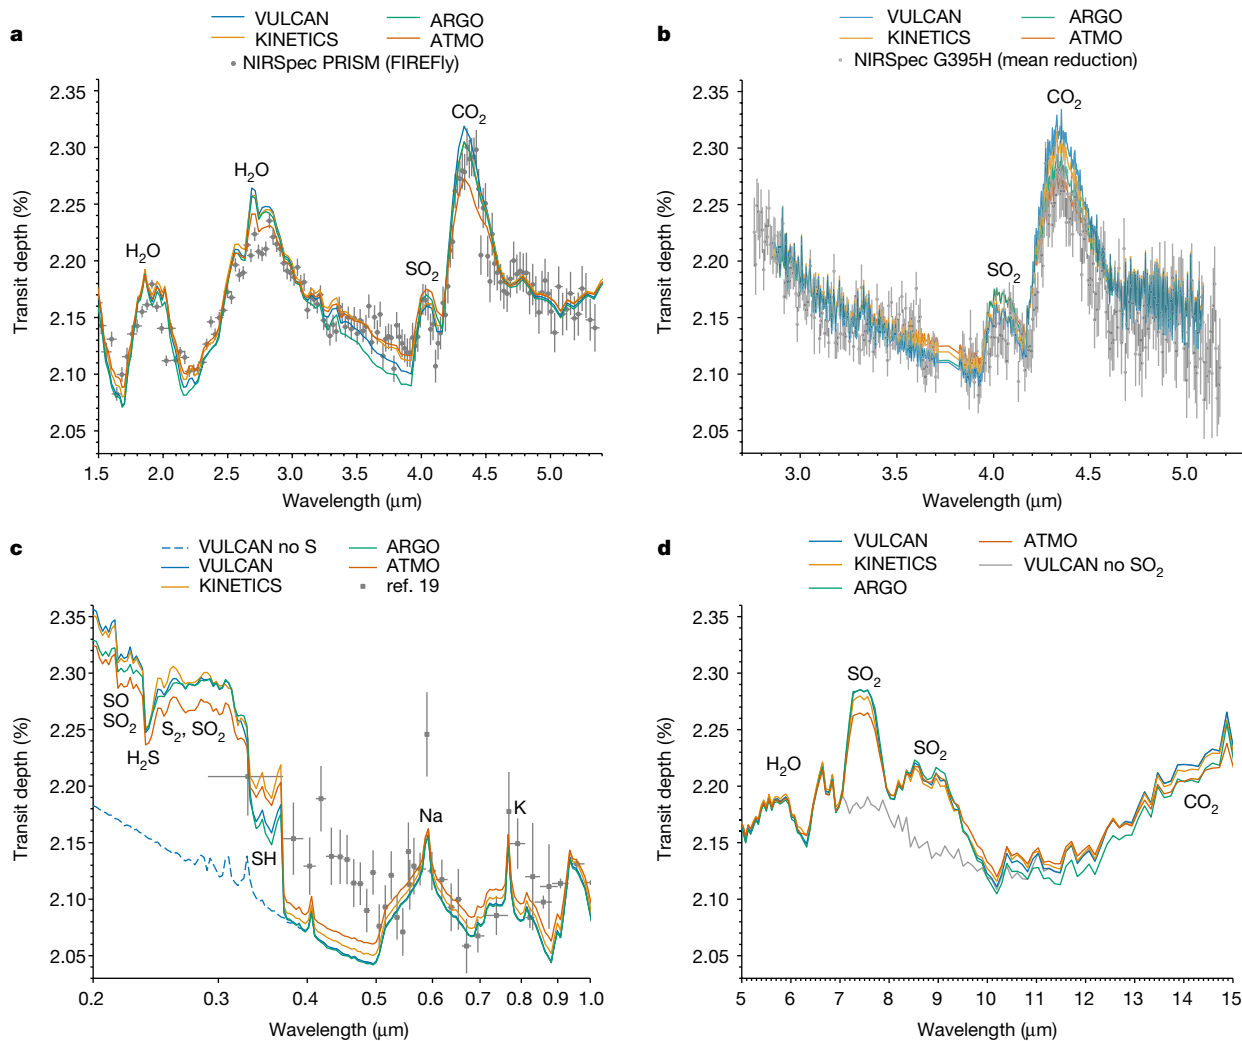 a
VULCAN
ARGO
KINETICS
ATMO
NIRSpec PRISM (FIREFly)
Transit depth (%)
2.35
2.30
2.25
2.20
2.15
2.10
2.05
H₂O
H₂O
SO₂
CO₂
1.5 2.0 2.5 3.0 3.5 4.0 4.5 5.0
Wavelength (μm)
b
VULCAN
ARGO
KINETICS
ATMO
NIRSpec G395H (mean reduction)
Transit depth (%)
2.35
2.30
2.25
2.20
2.15
2.10
2.05
CO₂
SO₂
3.0 3.5 4.0 4.5 5.0
Wavelength (μm)
c
VULCAN no S
ARGO
VULCAN
ATMO
KINETICS
ref. 19
Transit depth (%)
2.35
2.30
2.25
2.20
2.15
2.10
2.05
SO
SO₂
H₂S
S₂, SO₂
SH
Na
K
0.2 0.3 0.4 0.5 0.6 0.7 0.8 0.9 1.0
Wavelength (μm)
d
VULCAN
ATMO
KINETICS
VULCAN no SO₂
ARGO
Transit depth (%)
2.35
2.30
2.25
2.20
2.15
2.10
2.05
H₂O
SO₂
SO₂
CO₂
5 6 7 8 9 10 11 12 13 14 15
Wavelength (μm)